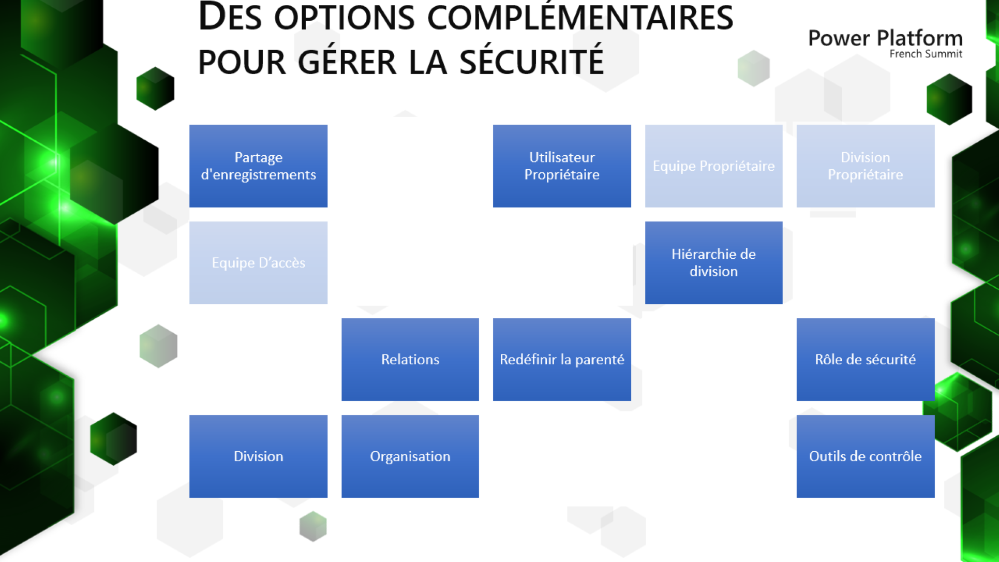 DES OPTIONS COMPLÉMENTAIRES
POUR GÉRER LA SÉCURITÉ
Power Platform
French Summit
Partage
d'enregistrements
Utilisateur
Propriétaire
Equipe Propriétaire
Division
Propriétaire
Equipe D’accès
Hiérarchie de
division
Relations
Redéfinir la parenté
Rôle de sécurité
Division
Organisation
Outils de contrôle